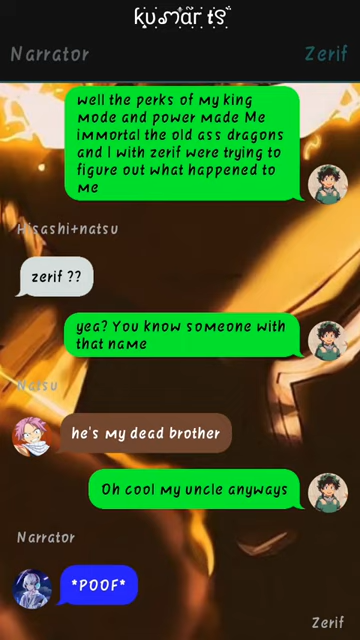 kumar ts
Narrator
Zerif
well the perks of my king
mode and power made Me
immortal the old ass dragons
and I with zerif were trying to
figure out what happened to
me
Hisashi+natsu
zerif ??
yea? You know someone with
that name
Natsu
he's my dead brother
Oh cool my uncle anyways
Narrator
*POOF*
Zerif